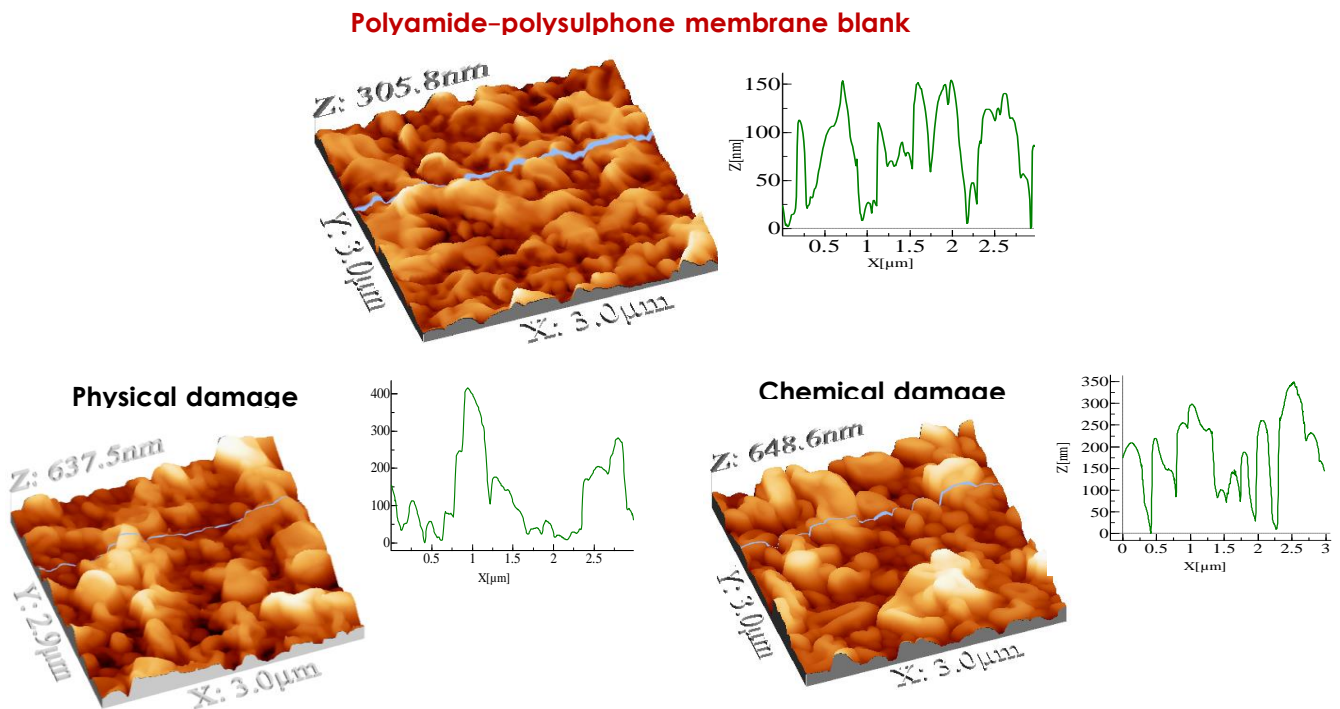 Polyamide-polysulphone membrane blank
Z: 305.8nm
Y: 3.0µm
X: 3.0µm
150
100
50
0
Z[nm]
0.5 1 1.5 2 2.5
X[µm]
Physical damage
Z: 637.5nm
Y: 2.9µm
X: 3.0µm
400
300
200
100
0
0 0.5 1 1.5 2 2.5
X[µm]
Chemical damage
Z: 648.6nm
Y: 3.0µm
X: 3.0µm
350
300
250
200
150
100
50
0
Z[nm]
0 0.5 1 1.5 2 2.5 3
X[µm]